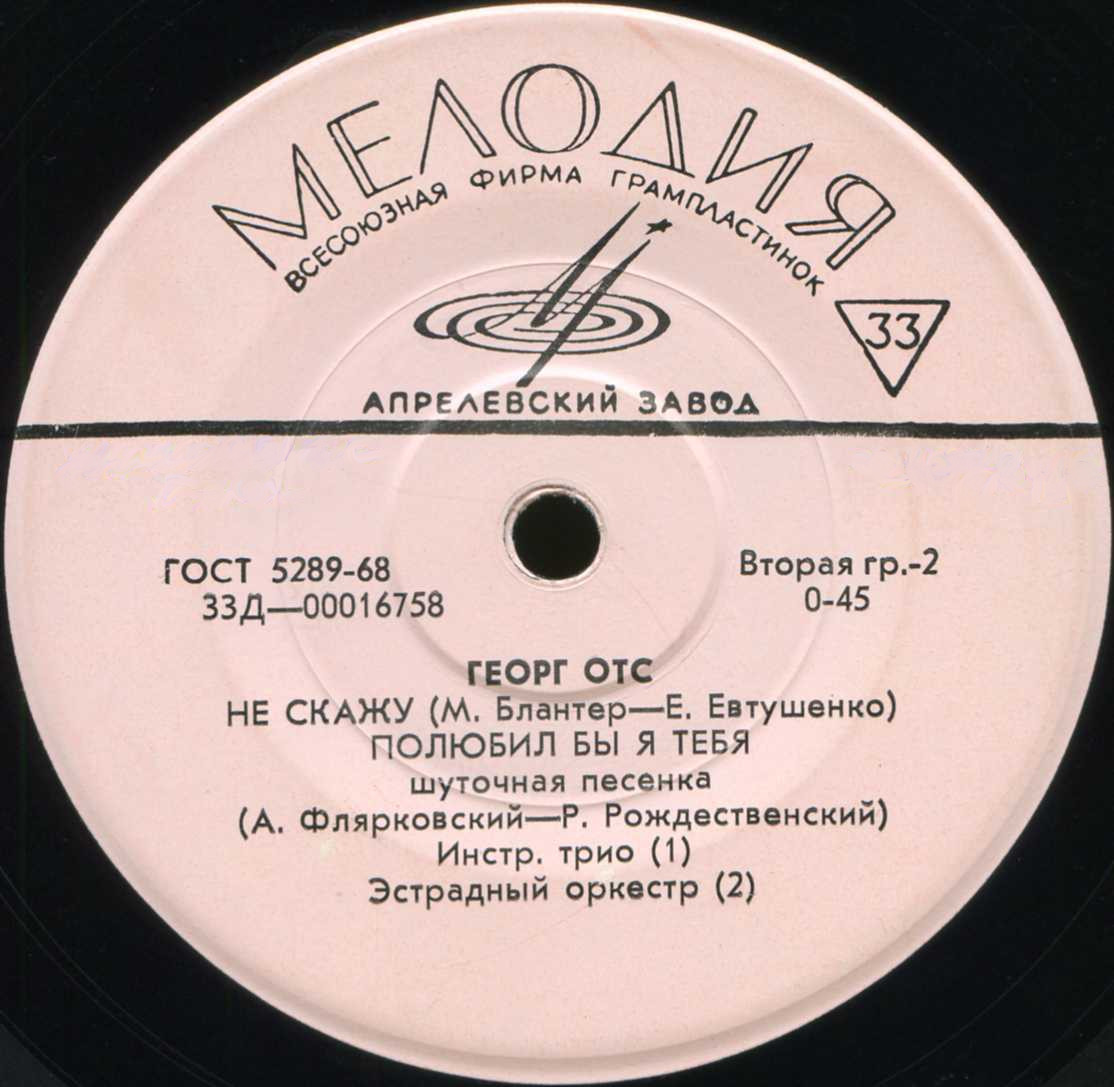 МЕЛОДИЯ
ВСЕСОЮЗНАЯ ФИРМА ГРАМПЛАСТИНОК
33
АПРЕЛЕВСКИЙ ЗАВОД
ГОСТ 5289-68
Вторая гр.-2
33Д—00016758
0-45
ГЕОРГ ОТС
НЕ СКАЖУ (М. Блантер—Е. Евтушенко)
ПОЛЮБИЛ БЫ Я ТЕБЯ
шуточная песенка
(А. Флярковский—Р. Рождественский)
Инстр. трио (1)
Эстрадный оркестр (2)